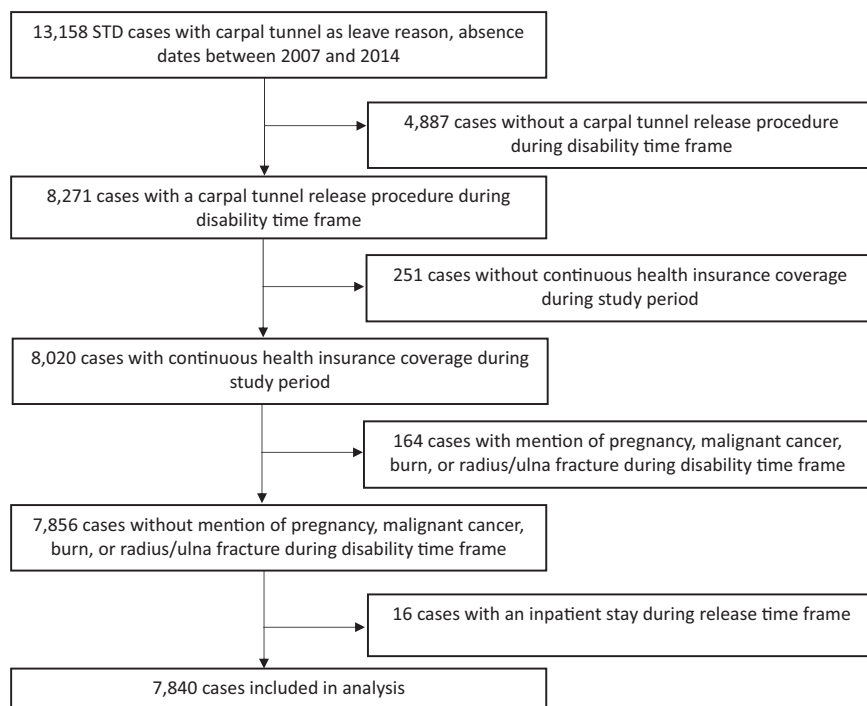 13,158 STD cases with carpal tunnel as leave reason, absence
dates between 2007 and 2014
4,887 cases without a carpal tunnel release procedure
during disability time frame
8,271 cases with a carpal tunnel release procedure during
disability time frame
251 cases without continuous health insurance coverage
during study period
8,020 cases with continuous health insurance coverage during
study period
164 cases with mention of pregnancy, malignant cancer,
burn, or radius/ulna fracture during disability time frame
7,856 cases without mention of pregnancy, malignant cancer,
burn, or radius/ulna fracture during disability time frame
16 cases with an inpatient stay during release time frame
7,840 cases included in analysis